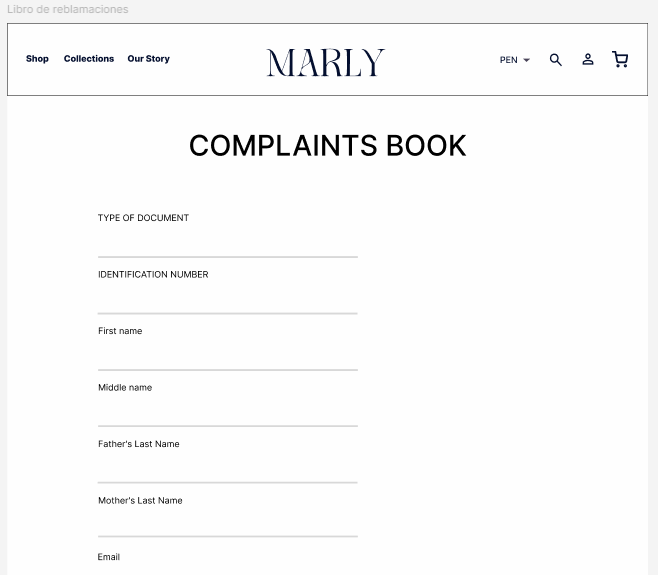 Libro de reblamaciones
Shop Collections Our Story MARLY PEN
COMPLAINTS BOOK
TYPE OF DOCUMENT
IDENTIFICATION NUMBER
First name
Middle name
Father's Last Name
Mother's Last Name
Email